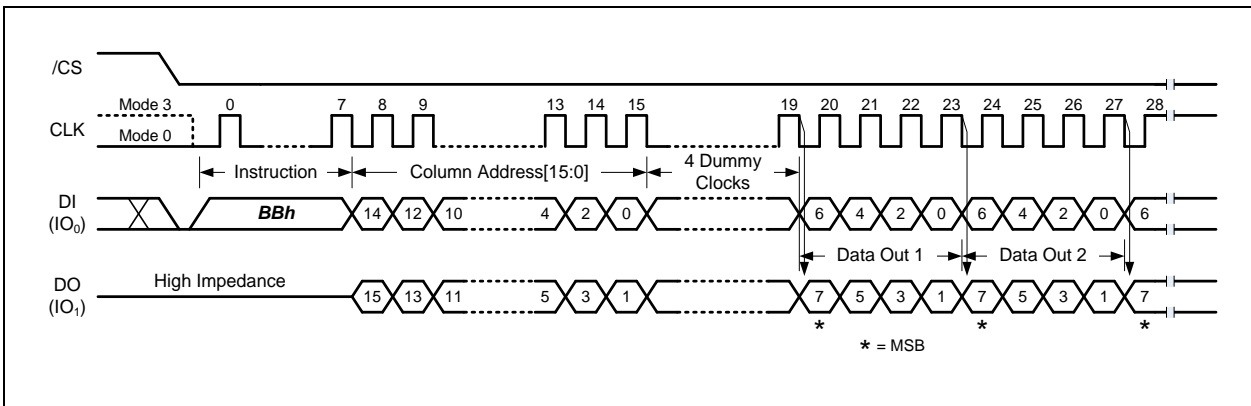 /CS
Mode 3 0 7 8 9 13 14 15 19 20 21 22 23 24 25 26 27 28
CLK
Mode 0
Instruction Column Address[15:0] 4 Dummy Clocks
DI
(IO0)
BBh 14 12 10 4 2 0 6 4 2 0 6 4 2 0 6
Data Out 1 Data Out 2
High Impedance
DO
(IO1)
15 13 11 5 3 1 7 5 3 1 7 5 3 1 7
* * *
* = MSB